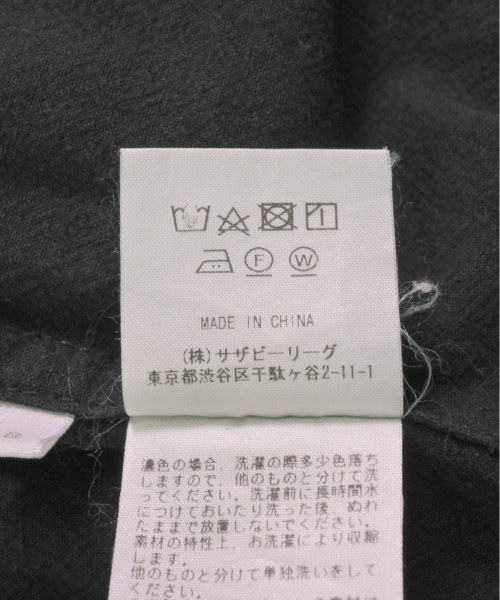 F W
MADE IN CHINA
(株)サザビーリーグ
東京都渋谷区千駄ヶ谷2-11-1
濃色の場合、洗濯の際多少色落ち
しますので、他のものと分けて洗
ってください。洗濯前に長時間水
につけておいたり洗った後、ぬれ
たままで放置しないでください。
素材の特性上、お洗濯により収縮
します。
他のものと分けて単独洗いをして
ください。